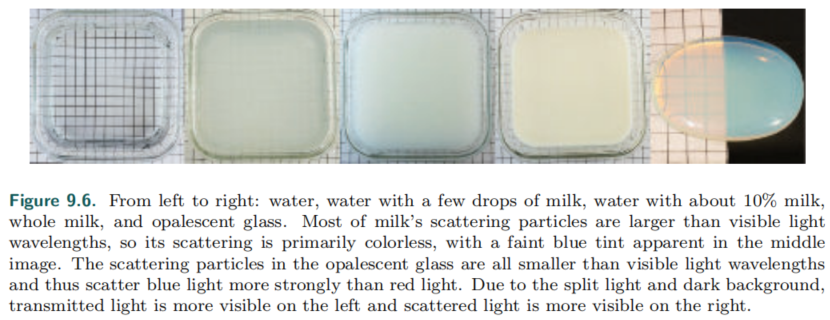 Figure 9.6. From left to right: water, water with a few drops of milk, water with about 10% milk,
whole milk, and opalescent glass. Most of milk's scattering particles are larger than visible light
wavelengths, so its scattering is primarily colorless, with a faint blue tint apparent in the middle
image. The scattering particles in the opalescent glass are all smaller than visible light wavelengths
and thus scatter blue light more strongly than red light. Due to the split light and dark background,
transmitted light is more visible on the left and scattered light is more visible on the right.